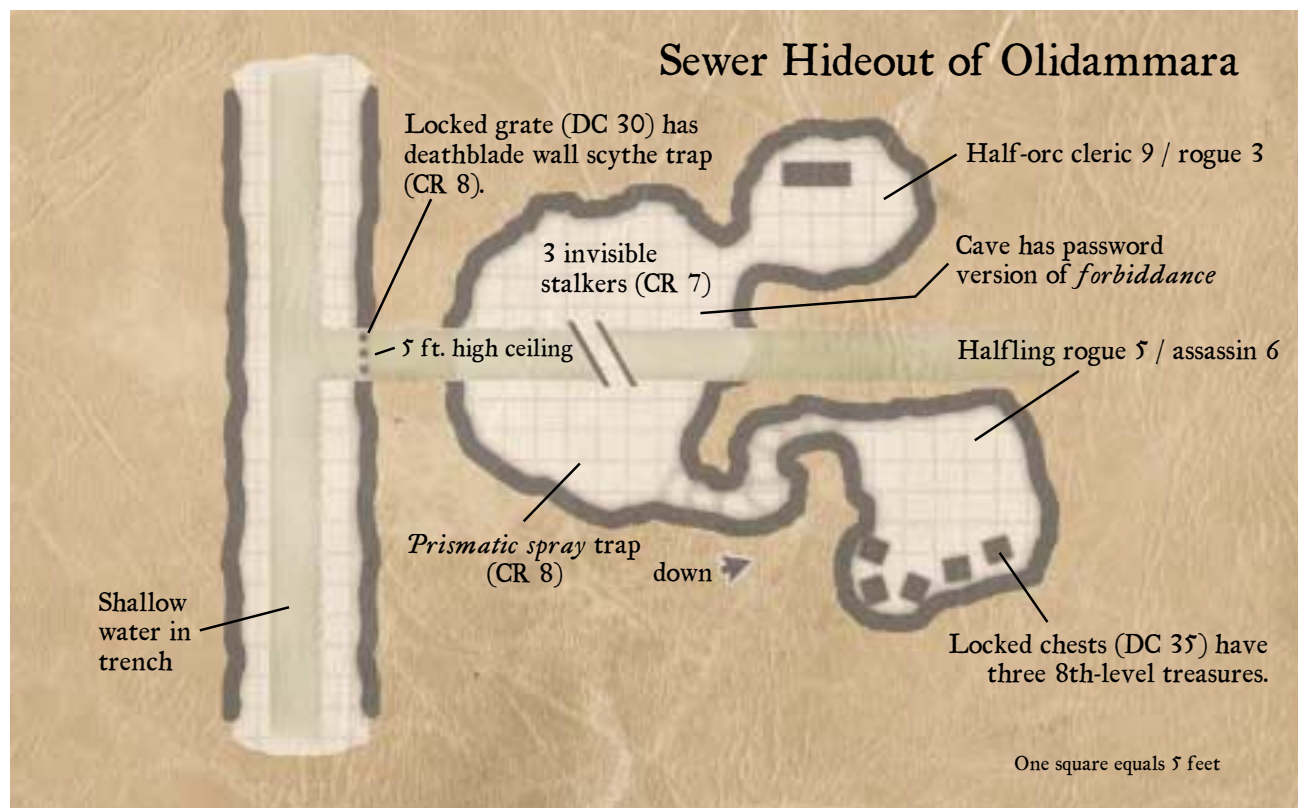 Sewer Hideout of Olidammara
Locked grate (DC 30) has
deathblade wall scythe trap
(CR 8).
Half-orc cleric 9 / rogue 3
3 invisible
stalkers (CR 7)
Cave has password
version of forbiddance
5 ft. high ceiling
Halfling rogue 5 / assassin 6
Prismatic spray trap
(CR 8)
down
Shallow
water in
trench
Locked chests (DC 35) have
three 8th-level treasures.
One square equals 5 feet